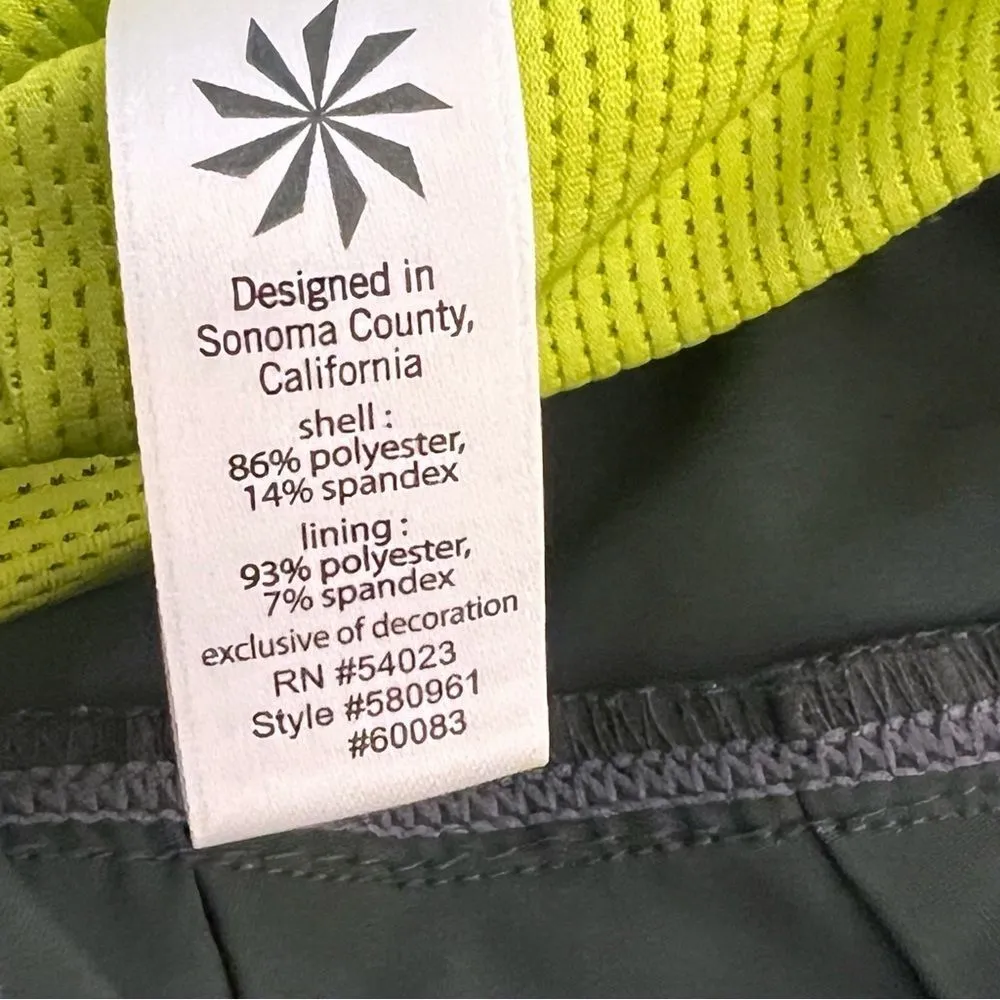 Designed in
Sonoma County,
California
shell :
86% polyester,
14% spandex
lining :
93% polyester,
7% spandex
exclusive of decoration
RN #54023
Style #580961
#60083